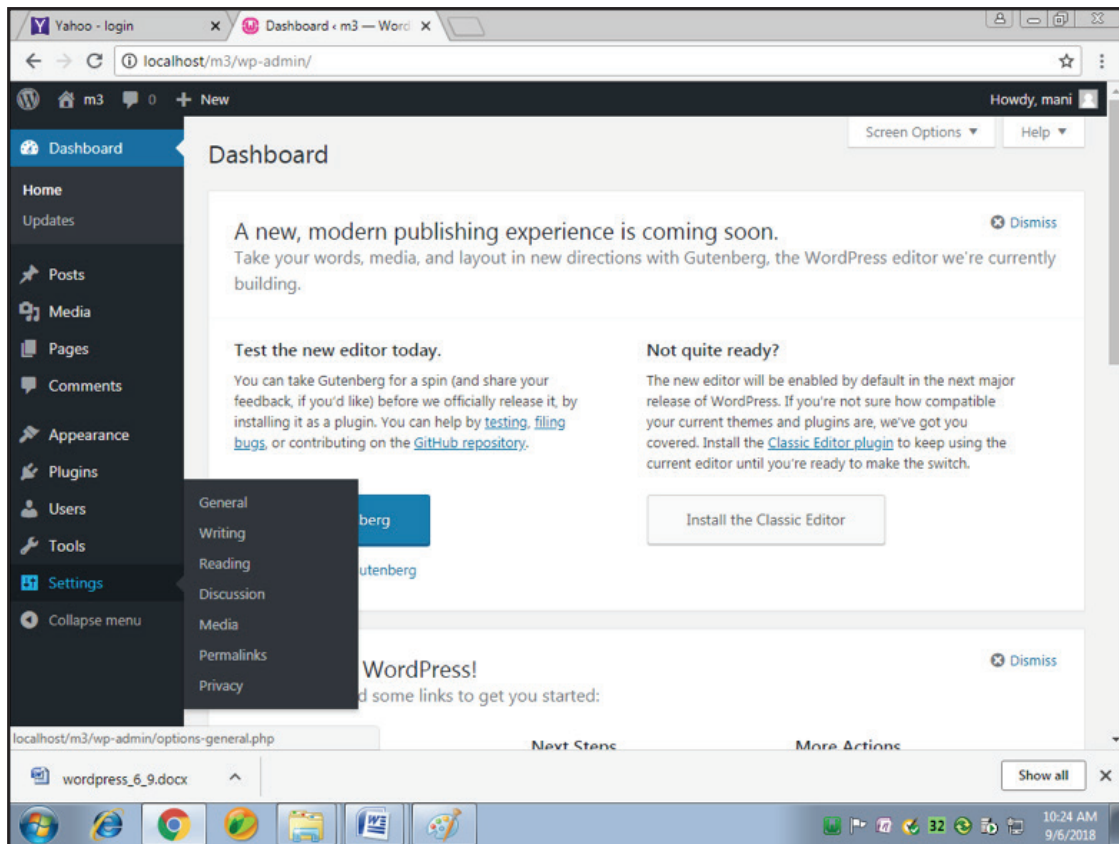 Yahoo - login
Dashboard ‹ m3 — Word
localhost/m3/wp-admin/
m3 0 New
Howdy, mani
Screen Options Help
Dashboard
Home
Updates
Posts
Media
Pages
Comments
Appearance
Plugins
Users
Tools
Settings
Collapse menu
General
Writing
Reading
Discussion
Media
Permalinks
Privacy
Dashboard
A new, modern publishing experience is coming soon.
Dismiss
Take your words, media, and layout in new directions with Gutenberg, the WordPress editor we're currently
building.
Test the new editor today.
You can take Gutenberg for a spin (and share your
feedback, if you'd like) before we officially release it, by
installing it as a plugin. You can help by testing, filing
bugs, or contributing on the GitHub repository.
berg
utenberg
Not quite ready?
The new editor will be enabled by default in the next major
release of WordPress. If you're not sure how compatible
your current themes and plugins are, we've got you
covered. Install the Classic Editor plugin to keep using the
current editor until you're ready to make the switch.
Install the Classic Editor
WordPress!
Dismiss
d some links to get you started:
Next Steps
More Actions
localhost/m3/wp-admin/options-general.php
wordpress_6_9.docx
Show all
32
10:24 AM
9/6/2018